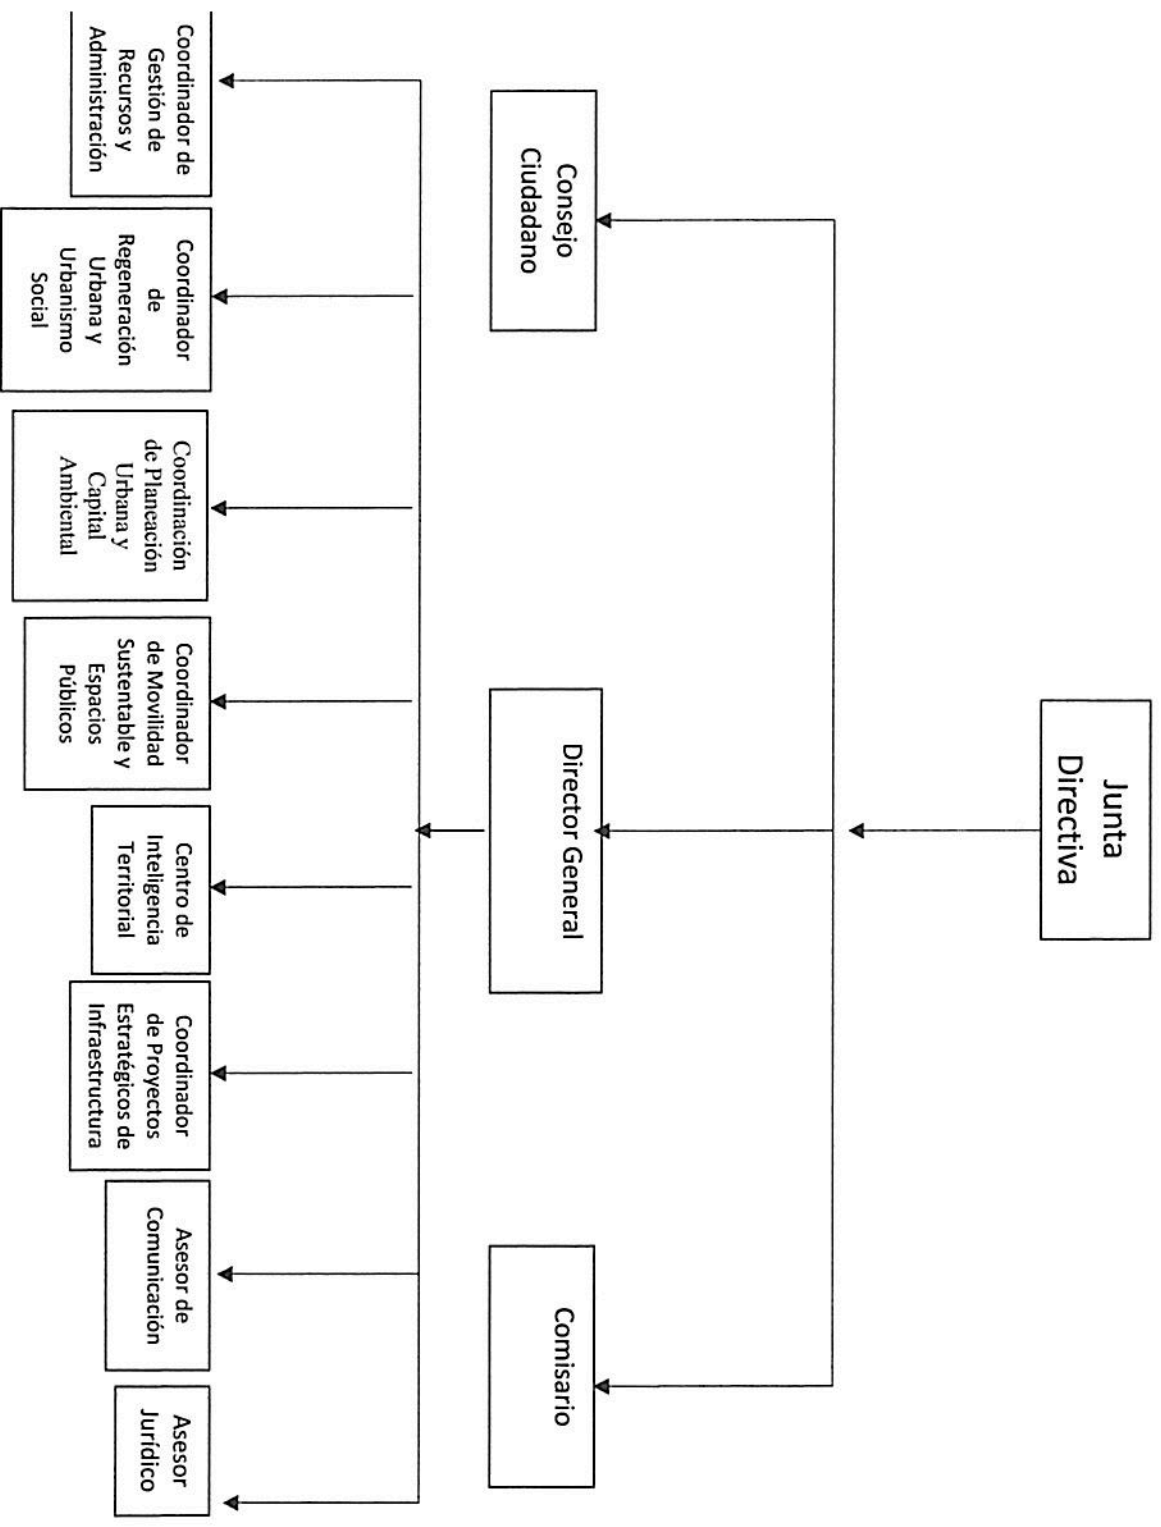 Junta
Directiva
Consejo
Ciudadano
Director General
Comisario
Coordinador de
Gestión de
Recursos y
Administración
Coordinador
de
Regeneración
Urbana y
Urbanismo
Social
Coordinación
de Planeación
Urbana y
Capital
Ambiental
Coordinador
de Movilidad
Sustentable y
Espacios
Públicos
Centro de
Inteligencia
Territorial
Coordinador
de Proyectos
Estratégicos de
Infraestructura
Asesor de
Comunicación
Asesor
Jurídico